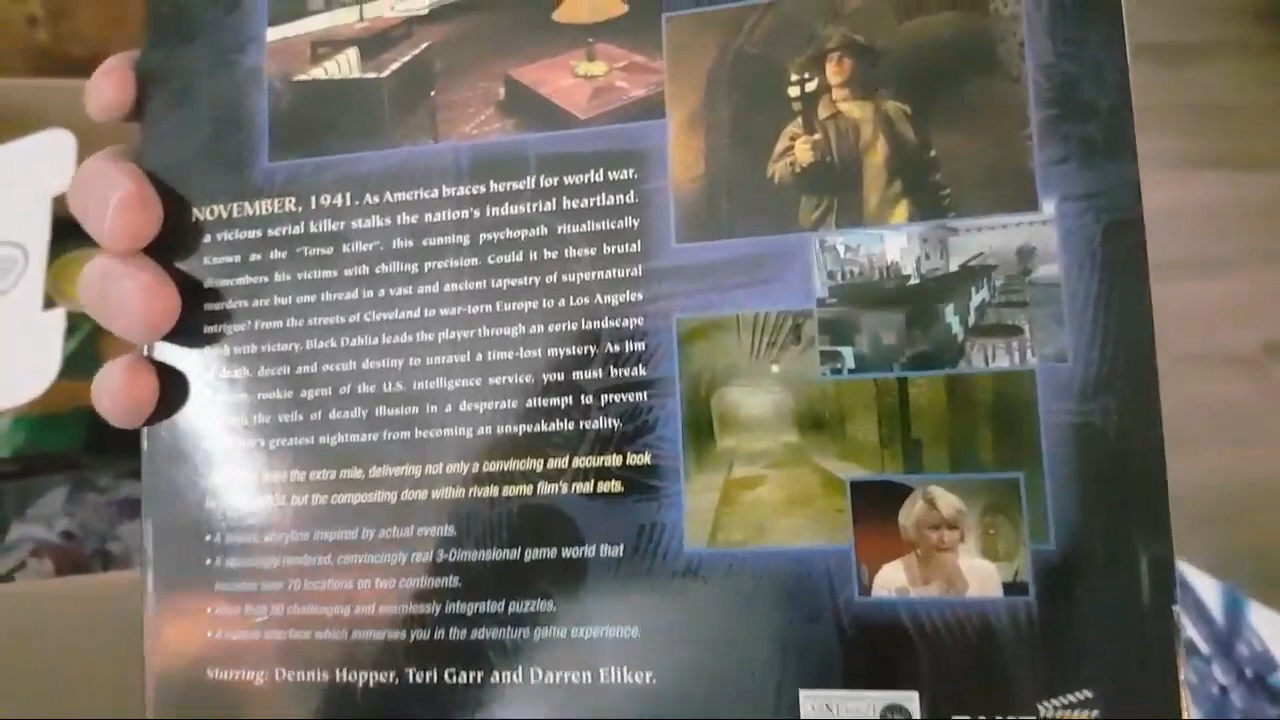 NOVEMBER, 1941. As America braces herself for world war,
a vicious serial killer stalks the nation's industrial heartland.
Known as the "Torso Killer", this cunning psychopath ritualistically
dismembers his victims with chilling precision. Could it be these brutal
murders are but one thread in a vast and ancient tapestry of supernatural
intrigue? From the streets of Cleveland to war-torn Europe to a Los Angeles
with victory, Black Dahlia leads the player through an eerie landscape
death, deceit and occult destiny to unravel a time-lost mystery. As Jim
rookie agent of the U.S. intelligence service, you must break
the veils of deadly illusion in a desperate attempt to prevent
greatest nightmare from becoming an unspeakable reality.
the extra mile, delivering not only a convincing and accurate look
but the compositing done within rivals some film's real sets.
• A storyline inspired by actual events.
• A rendered, convincingly real 3-Dimensional game world that
70 locations on two continents.
• challenging and seamlessly integrated puzzles.
• interface which immerses you in the adventure game experience.
Starring: Dennis Hopper, Teri Garr and Darren Eliker.